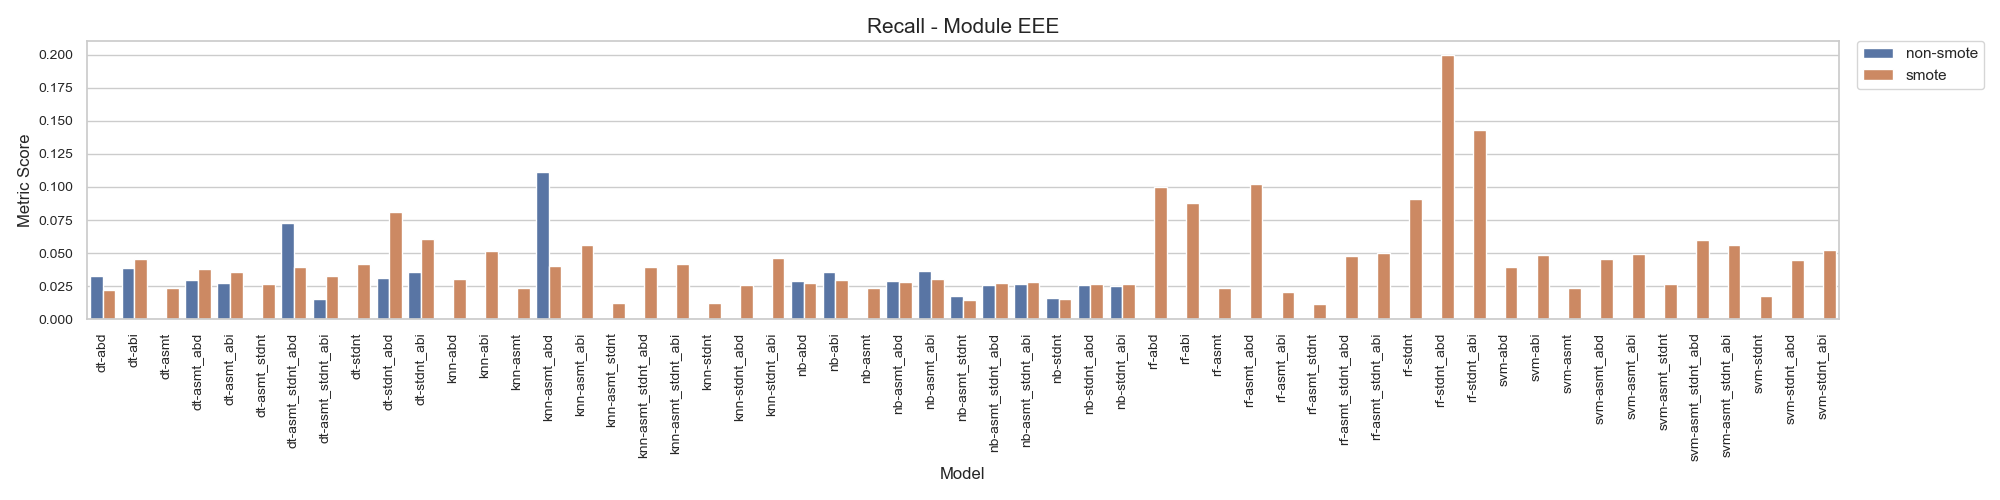 Recall - Module EEE
non-smote
smote
Metric Score
0.200
0.175
0.150
0.125
0.100
0.075
0.050
0.025
0.000
dt-abd
dt-abi
dt-asmt
dt-asmt_abd
dt-asmt_abi
dt-asmt_stdnt
dt-asmt_stdnt_abd
dt-asmt_stdnt_abi
dt-stdnt
dt-stdnt_abd
dt-stdnt_abi
knn-abd
knn-abi
knn-asmt
knn-asmt_abd
knn-asmt_abi
knn-asmt_stdnt
knn-asmt_stdnt_abd
knn-asmt_stdnt_abi
knn-stdnt
knn-stdnt_abd
knn-stdnt_abi
nb-abd
nb-abi
nb-asmt
nb-asmt_abd
nb-asmt_abi
nb-asmt_stdnt
nb-asmt_stdnt_abd
nb-asmt_stdnt_abi
nb-stdnt
nb-stdnt_abd
nb-stdnt_abi
rf-abd
rf-abi
rf-asmt
rf-asmt_abd
rf-asmt_abi
rf-asmt_stdnt
rf-asmt_stdnt_abd
rf-asmt_stdnt_abi
rf-stdnt
rf-stdnt_abd
rf-stdnt_abi
svm-abd
svm-abi
svm-asmt
svm-asmt_abd
svm-asmt_abi
svm-asmt_stdnt
svm-asmt_stdnt_abd
svm-asmt_stdnt_abi
svm-stdnt
svm-stdnt_abd
svm-stdnt_abi
Model